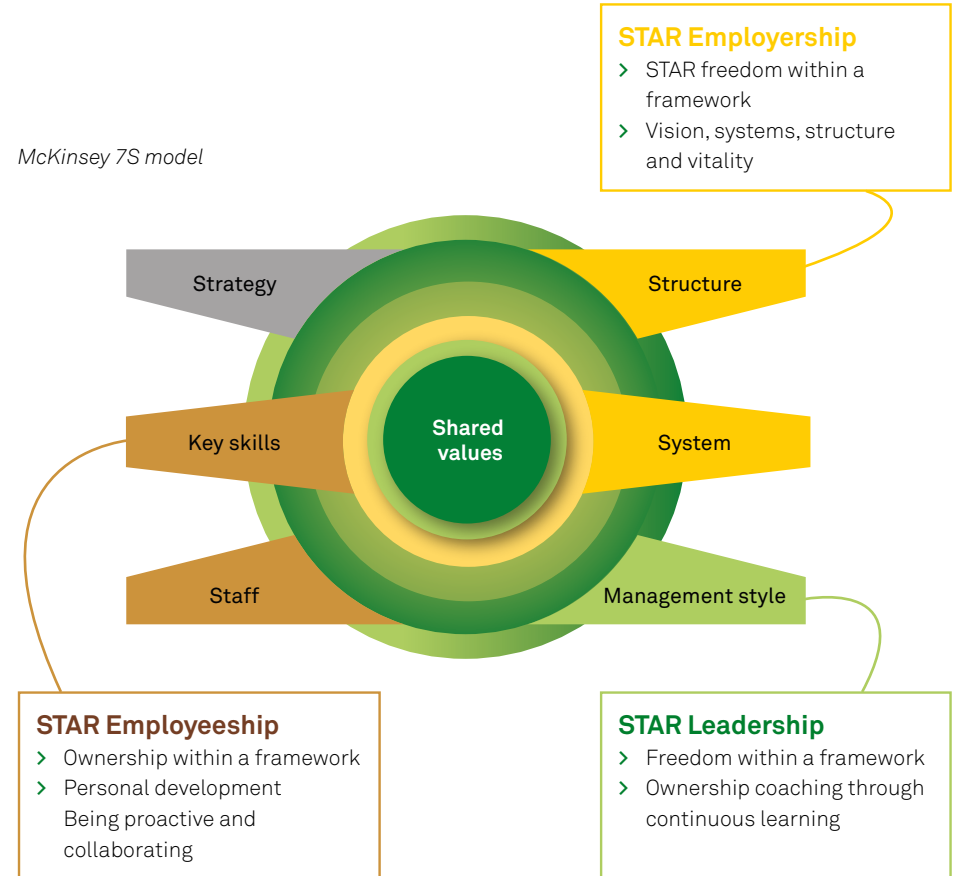 STAR Employership
> STAR freedom within a
framework
> Vision, systems, structure
and vitality
McKinsey 7S model
Strategy
Structure
Key skills
Shared
values
System
Staff
Management style
STAR Employeeship
> Ownership within a framework
> Personal development
Being proactive and
collaborating
STAR Leadership
> Freedom within a framework
> Ownership coaching through
continuous learning